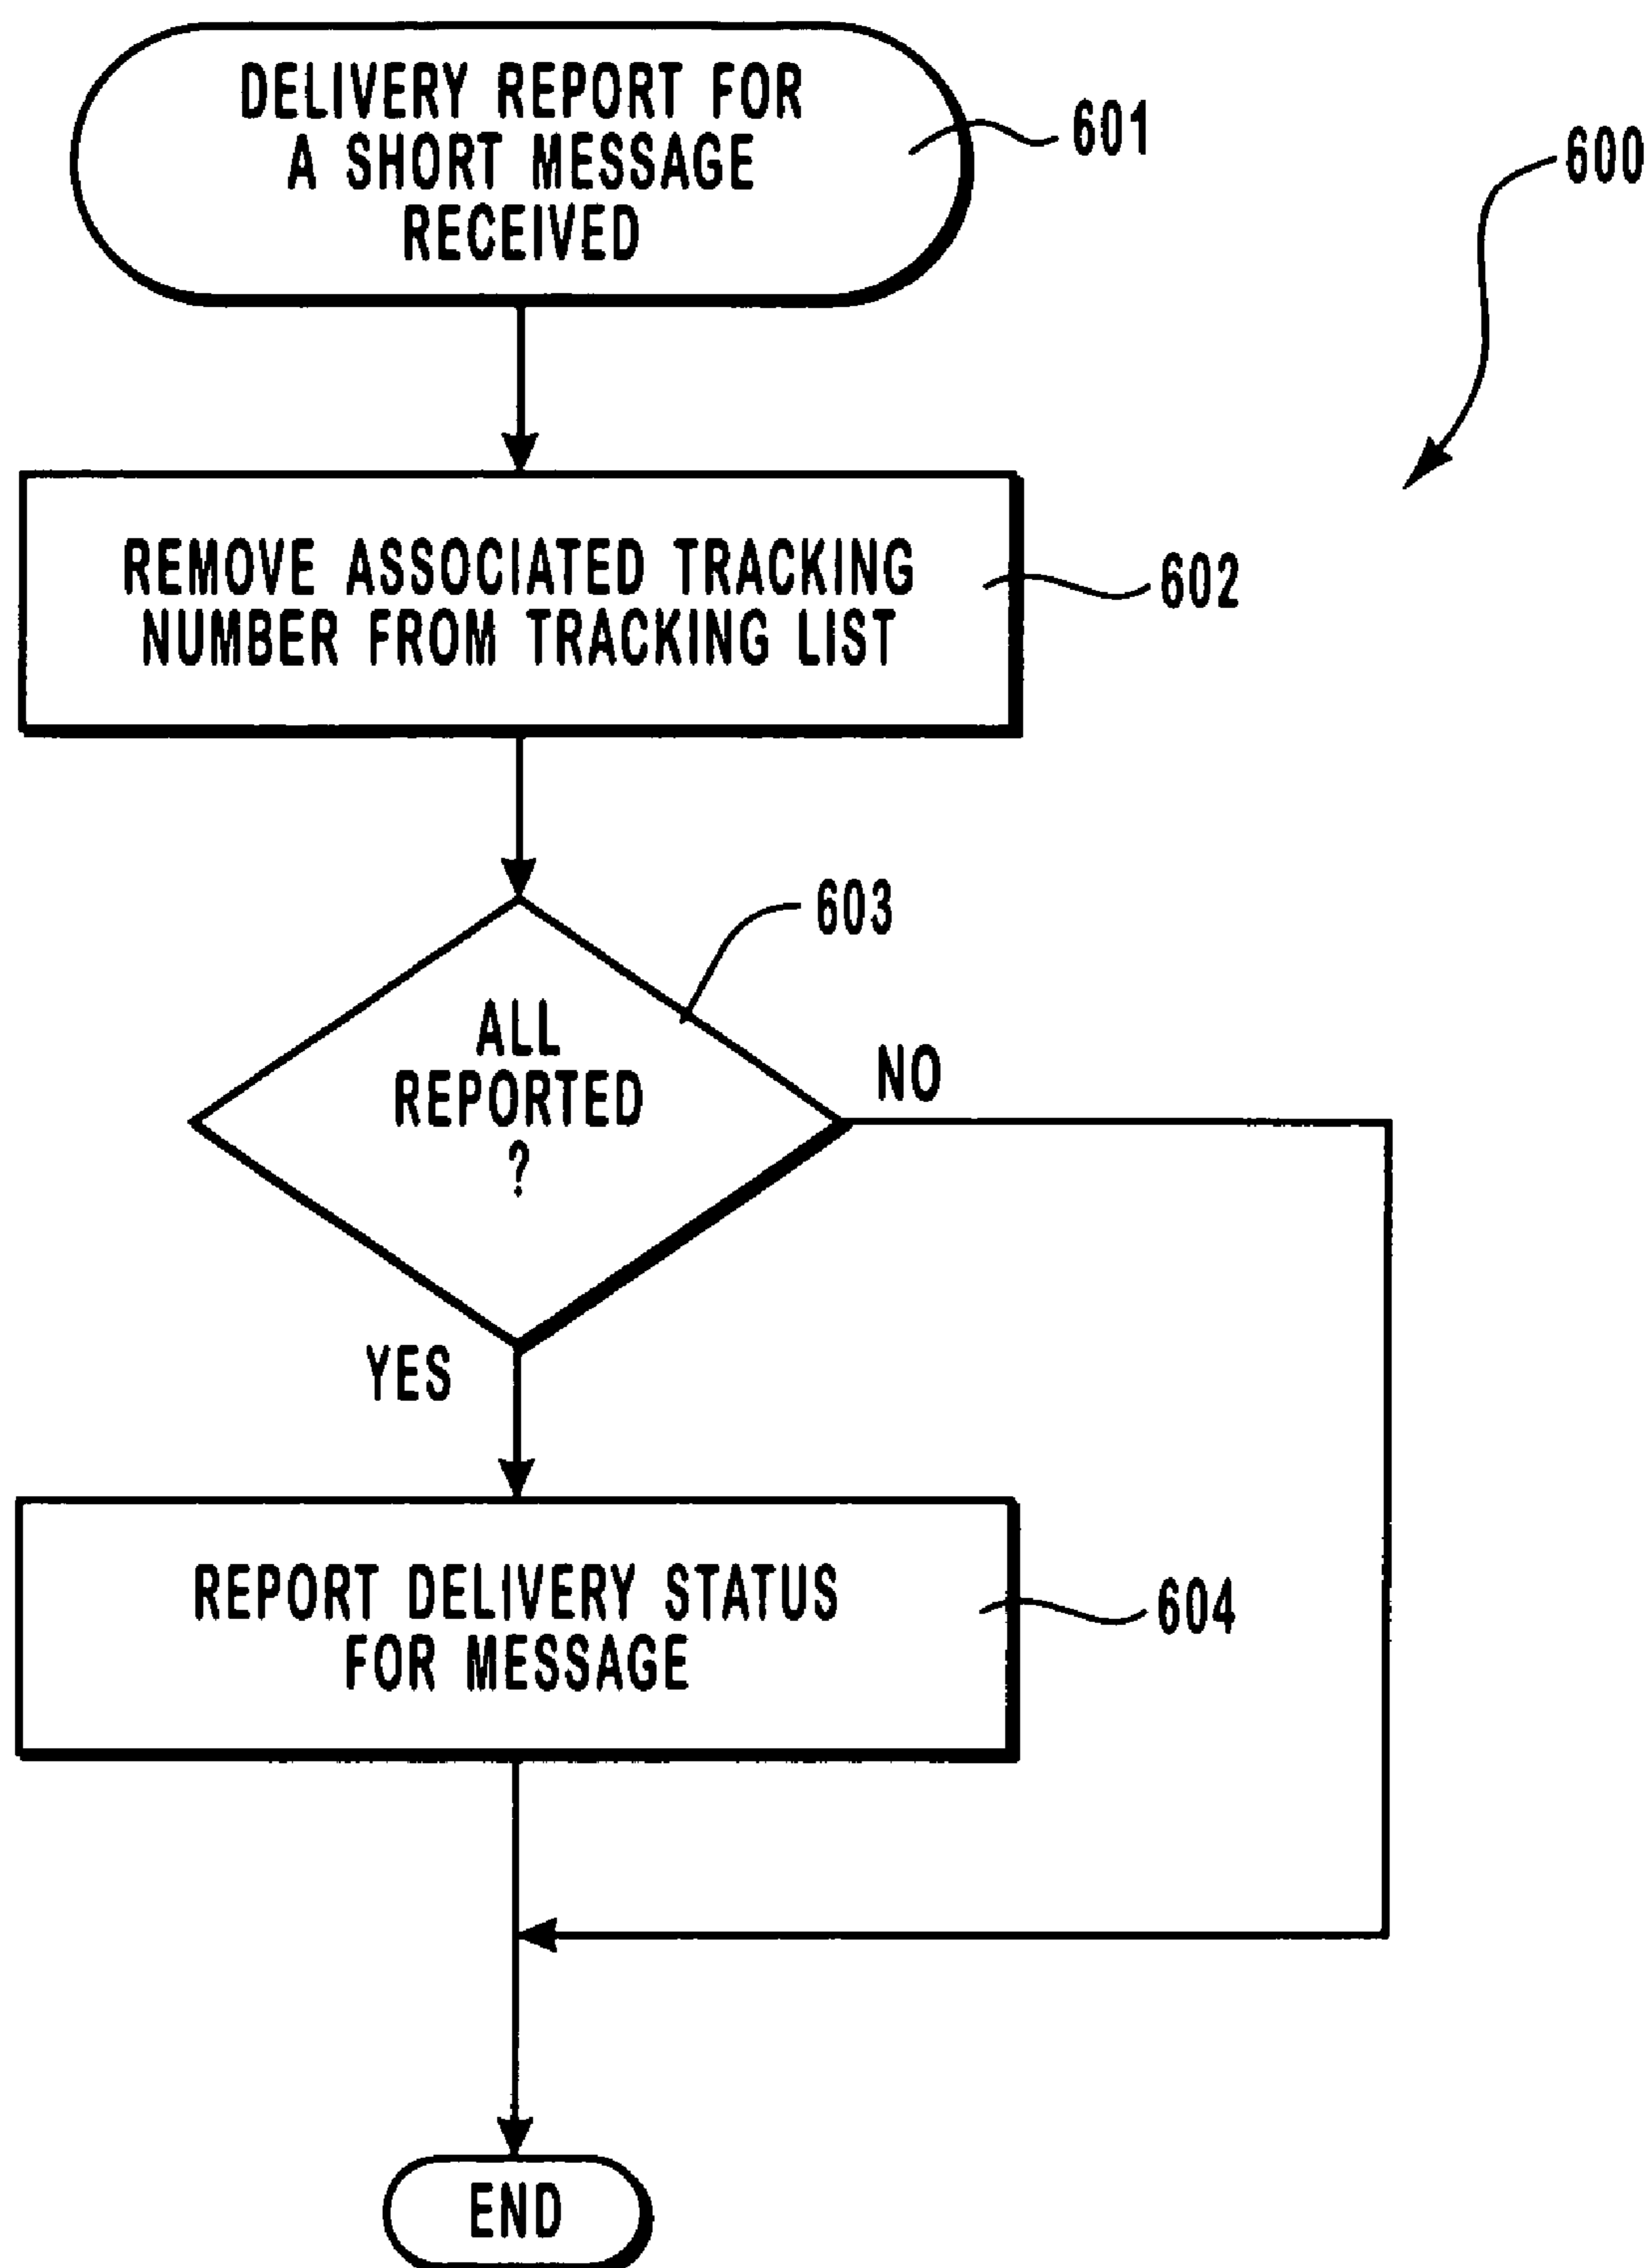 DELIVERY REPORT FOR
A SHORT MESSAGE
RECEIVED
601
600
REMOVE ASSOCIATED TRACKING
NUMBER FROM TRACKING LIST
602
603
ALL
REPORTED
?
NO
YES
REPORT DELIVERY STATUS
FOR MESSAGE
604
END